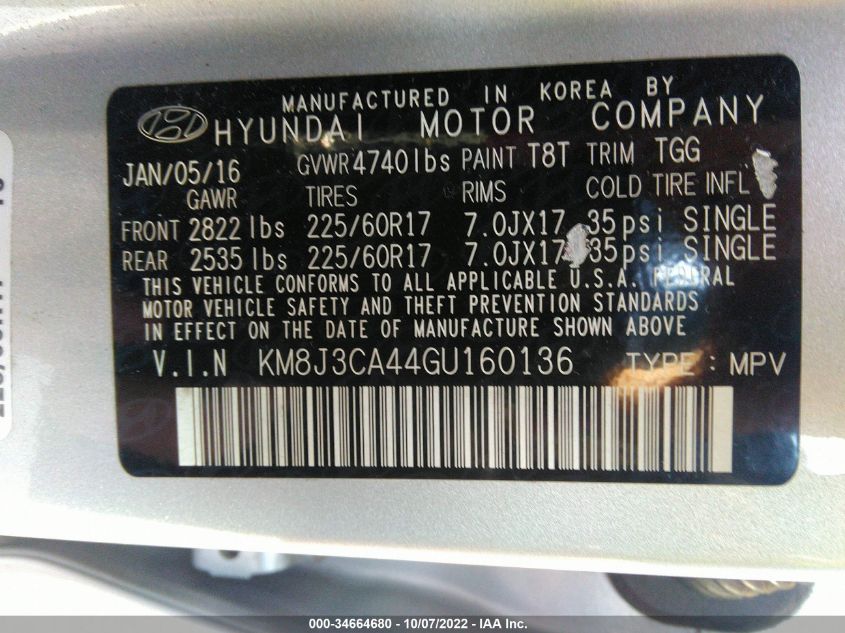 MANUFACTURED IN KOREA BY
HYUNDAI MOTOR COMPANY
JAN/05/16 GVWR 4740lbs PAINT T8T TRIM TGG
GAWR TIRES RIMS COLD TIRE INFL
FRONT 2822 lbs 225/60R17 7.0JX17 35psi SINGLE
REAR 2535 lbs 225/60R17 7.0JX17 35psi SINGLE
THIS VEHICLE CONFORMS TO ALL APPLICABLE U.S.A. FEDERAL
MOTOR VEHICLE SAFETY AND THEFT PREVENTION STANDARDS
IN EFFECT ON THE DATE OF MANUFACTURE SHOWN ABOVE
V.I.N KM8J3CA44GU160136 TYPE : MPV
000-34664680 - 10/07/2022 - IAA Inc.